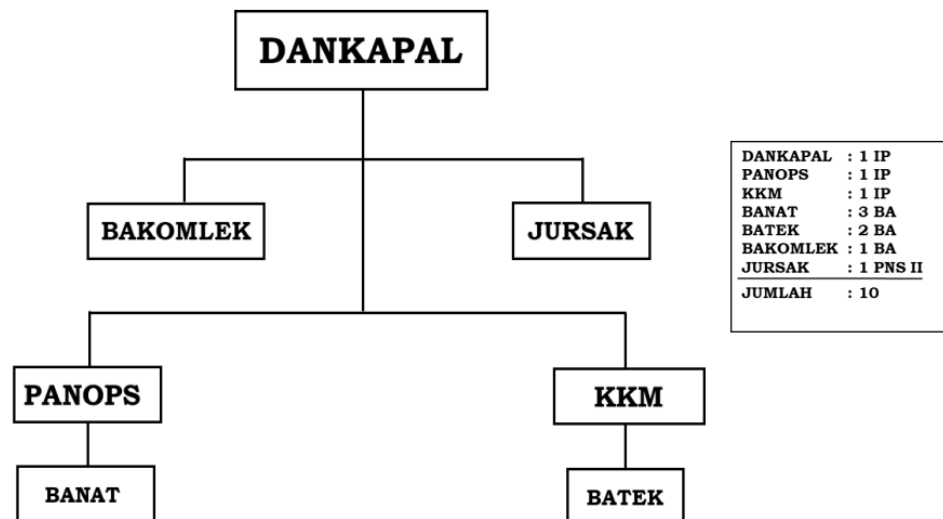 DANKAPAL
BAKOMLEK
JURSAK
PANOPS
KKM
BANAT
BATEK
DANKAPAL : 1 IP
PANOPS : 1 IP
KKM : 1 IP
BANAT : 3 BA
BATEK : 2 BA
BAKOMLEK : 1 BA
JURSAK : 1 PNS II
JUMLAH : 10